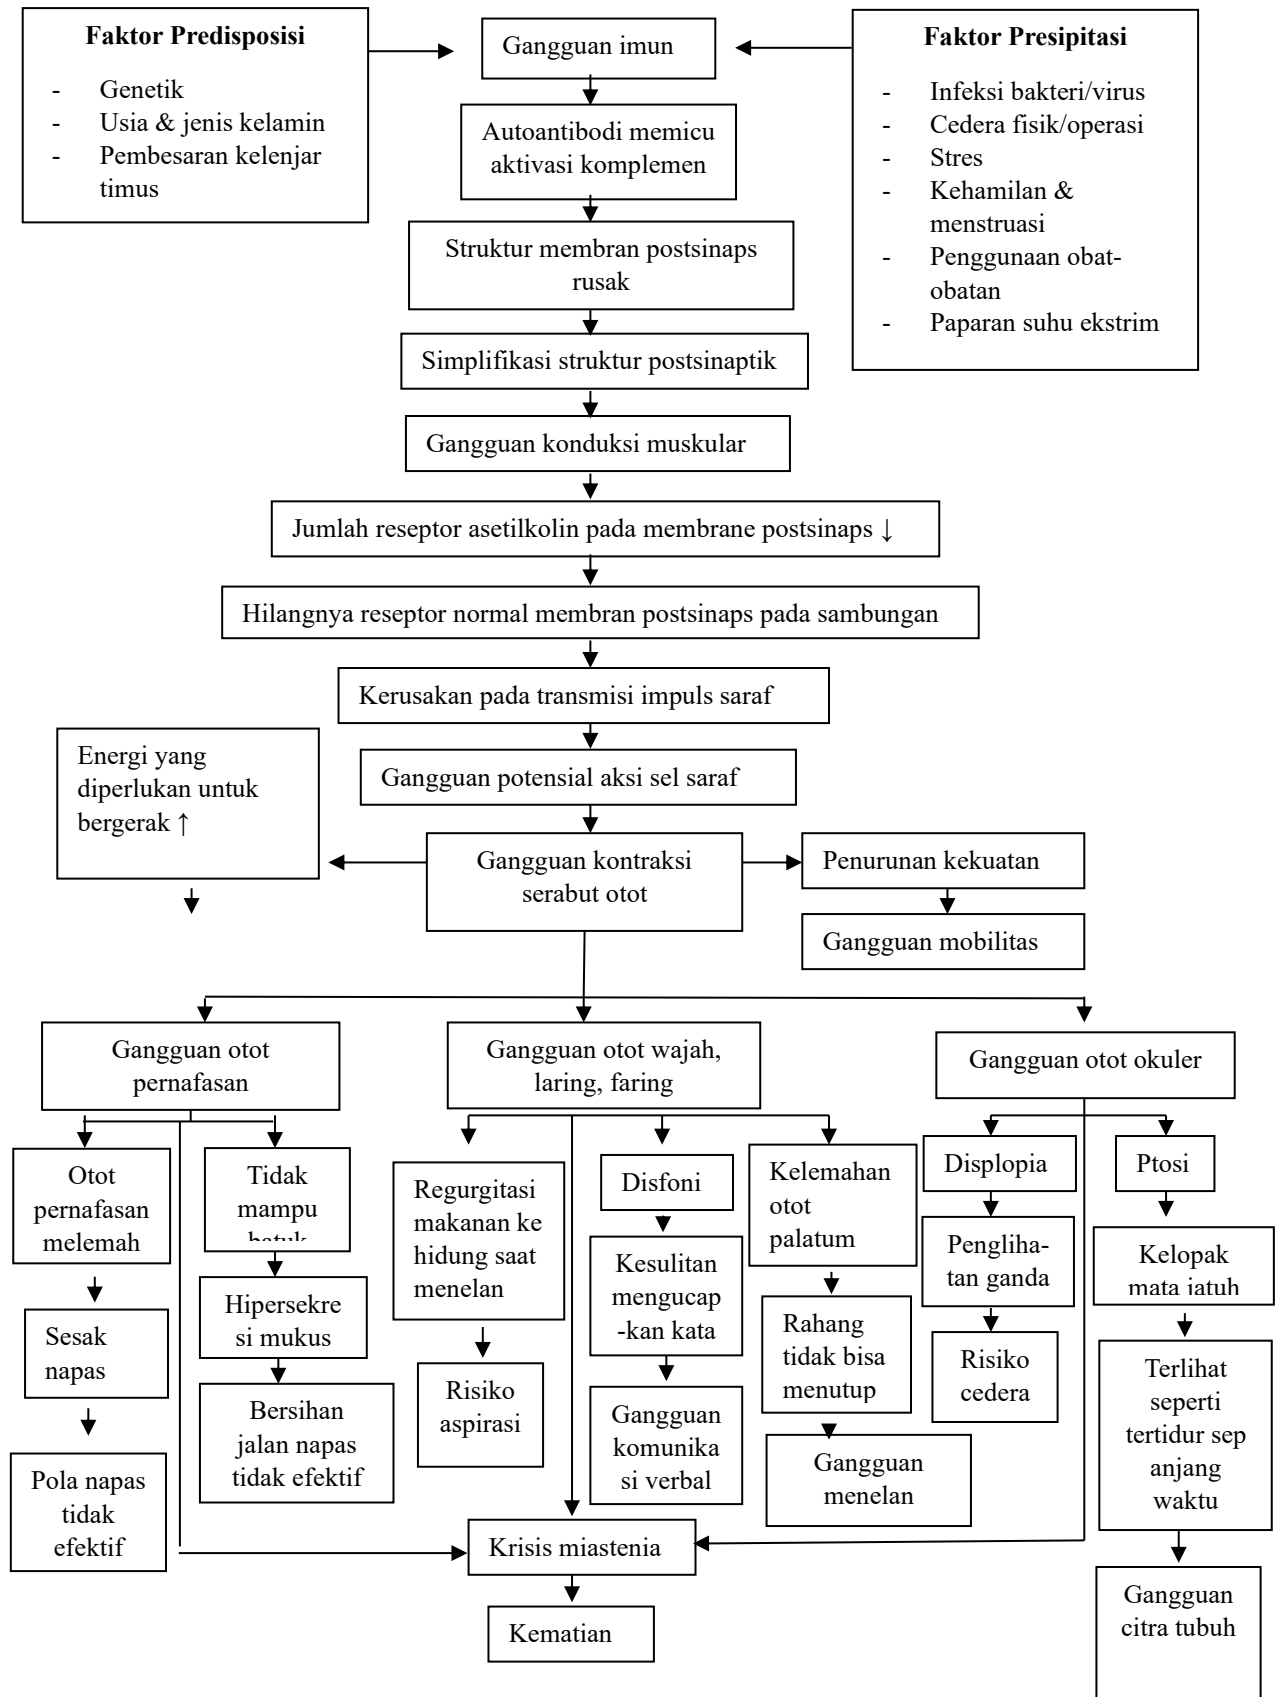 Faktor Predisposisi
- Genetik
- Usia & jenis kelamin
- Pembesaran kelenjar
timus
Gangguan imun
Faktor Presipitasi
- Infeksi bakteri/virus
- Cedera fisik/operasi
- Stres
- Kehamilan &
menstruasi
- Penggunaan obat-
obatan
- Paparan suhu ekstrim
Autoantibodi memicu
aktivasi komplemen
Struktur membran postsinaps
rusak
Simplifikasi struktur postsinaptik
Gangguan konduksi muskular
Jumlah reseptor asetilkolin pada membrane postsinaps ↓
Hilangnya reseptor normal membran postsinaps pada sambungan
Kerusakan pada transmisi impuls saraf
Gangguan potensial aksi sel saraf
Energi yang
diperlukan untuk
bergerak ↑
Gangguan kontraksi
serabut otot
Penurunan kekuatan
Gangguan mobilitas
Gangguan otot
pernafasan
Gangguan otot wajah,
laring, faring
Gangguan otot okuler
Otot
pernafasan
melemah
Sesak
napas
Pola napas
tidak
efektif
Tidak
mampu
batuk
Hipersekre
si mukus
Bersihan
jalan napas
tidak efektif
Regurgitasi
makanan ke
hidung saat
menelan
Risiko
aspirasi
Disfoni
Kesulitan
mengucap
-kan kata
Gangguan
komunika
si verbal
Kelemahan
otot
palatum
Rahang
tidak bisa
menutup
Gangguan
menelan
Displopia
Pengliha-
tan ganda
Risiko
cedera
Ptosi
Kelopak
mata jatuh
Terlihat
seperti
tertidur sep
anjang
waktu
Gangguan
citra tubuh
Krisis miastenia
Kematian